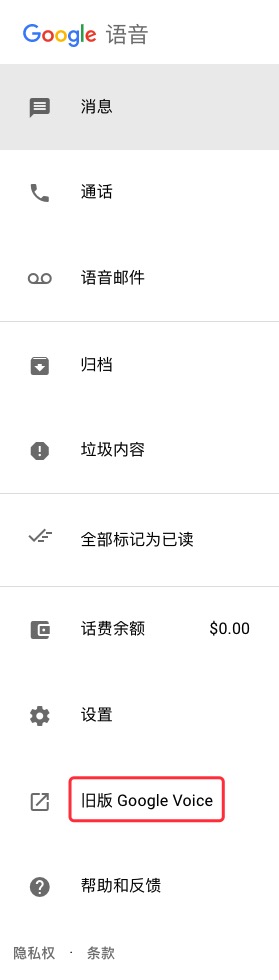 Google 语音
消息
通话
语音邮件
归档
垃圾内容
全部标记为已读
话费余额 $0.00
设置
旧版 Google Voice
帮助和反馈
隐私权 · 条款